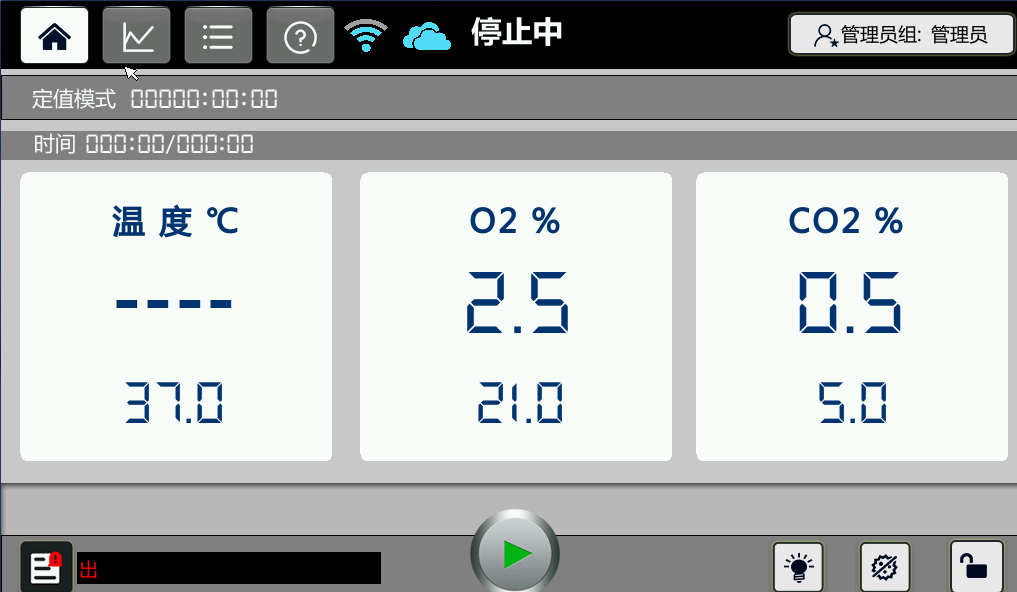 停止中
管理员组: 管理员
定值模式 00000:00:00
时间 000:00/000:00
温度℃
O2 %
CO2 %
----
2.5
0.5
37.0
21.0
5.0
出